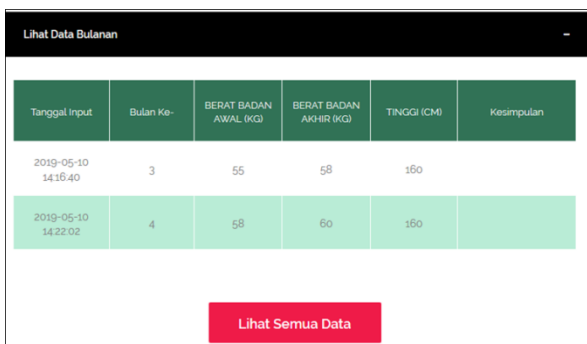 Lihat Data Bulanan -
Tanggal Input Bulan Ke- BERAT BADAN AWAL (KG) BERAT BADAN AKHIR (KG) TINGGI (CM) Kesimpulan
2019-05-10 14:16:40 3 55 58 160
2019-05-10 14:22:02 4 58 60 160
Lihat Semua Data